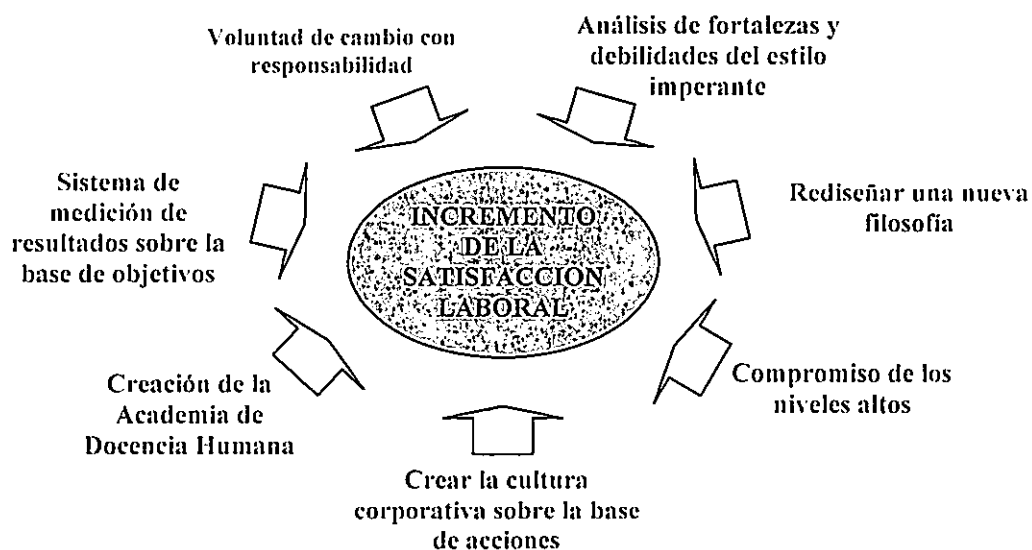 Voluntad de cambio con
responsabilidad
Análisis de fortalezas y
debilidades del estilo
imperante
Sistema de
medición de
resultados sobre la
base de objetivos
INCREMENTO
DE LA
SATISFACCION
LABORAL
Rediseñar una nueva
filosofía
Creación de la
Academia de
Docencia Humana
Compromiso de los
niveles altos
Crear la cultura
corporativa sobre la base
de acciones